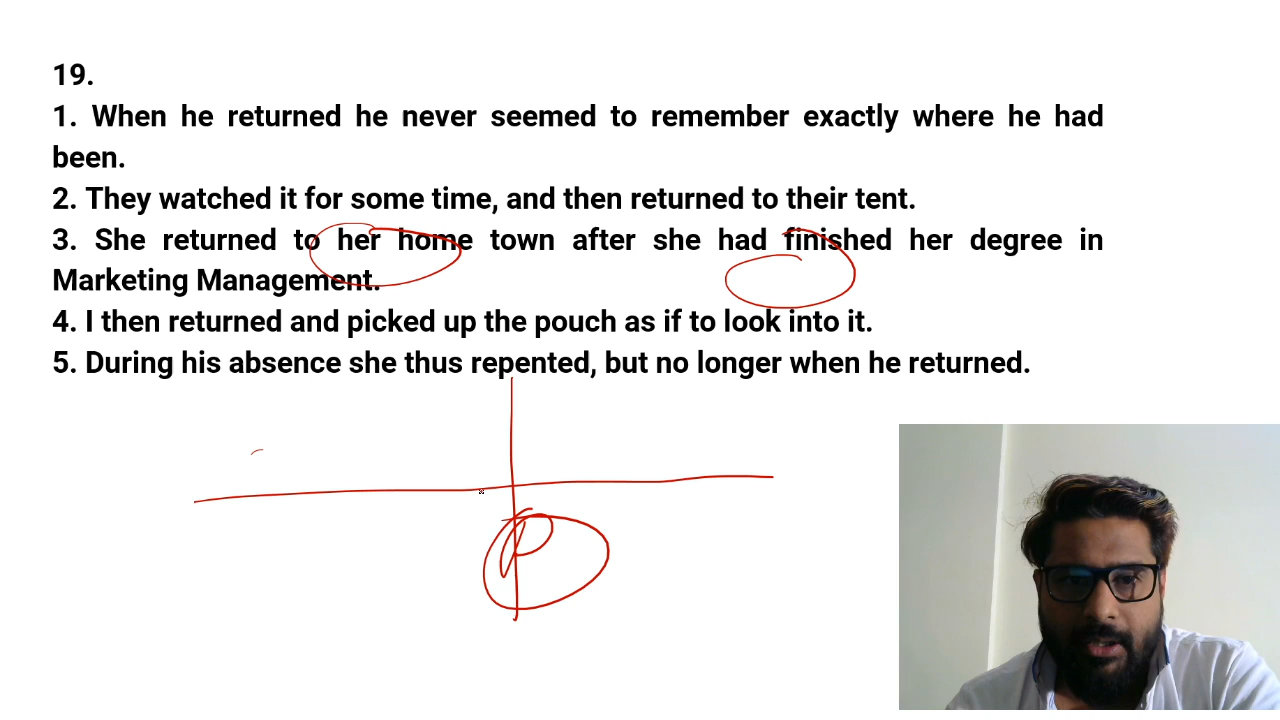 19.
1. When he returned he never seemed to remember exactly where he had
been.
2. They watched it for some time, and then returned to their tent.
3. She returned to her home town after she had finished her degree in
Marketing Management.
4. I then returned and picked up the pouch as if to look into it.
5. During his absence she thus repented, but no longer when he returned.
P